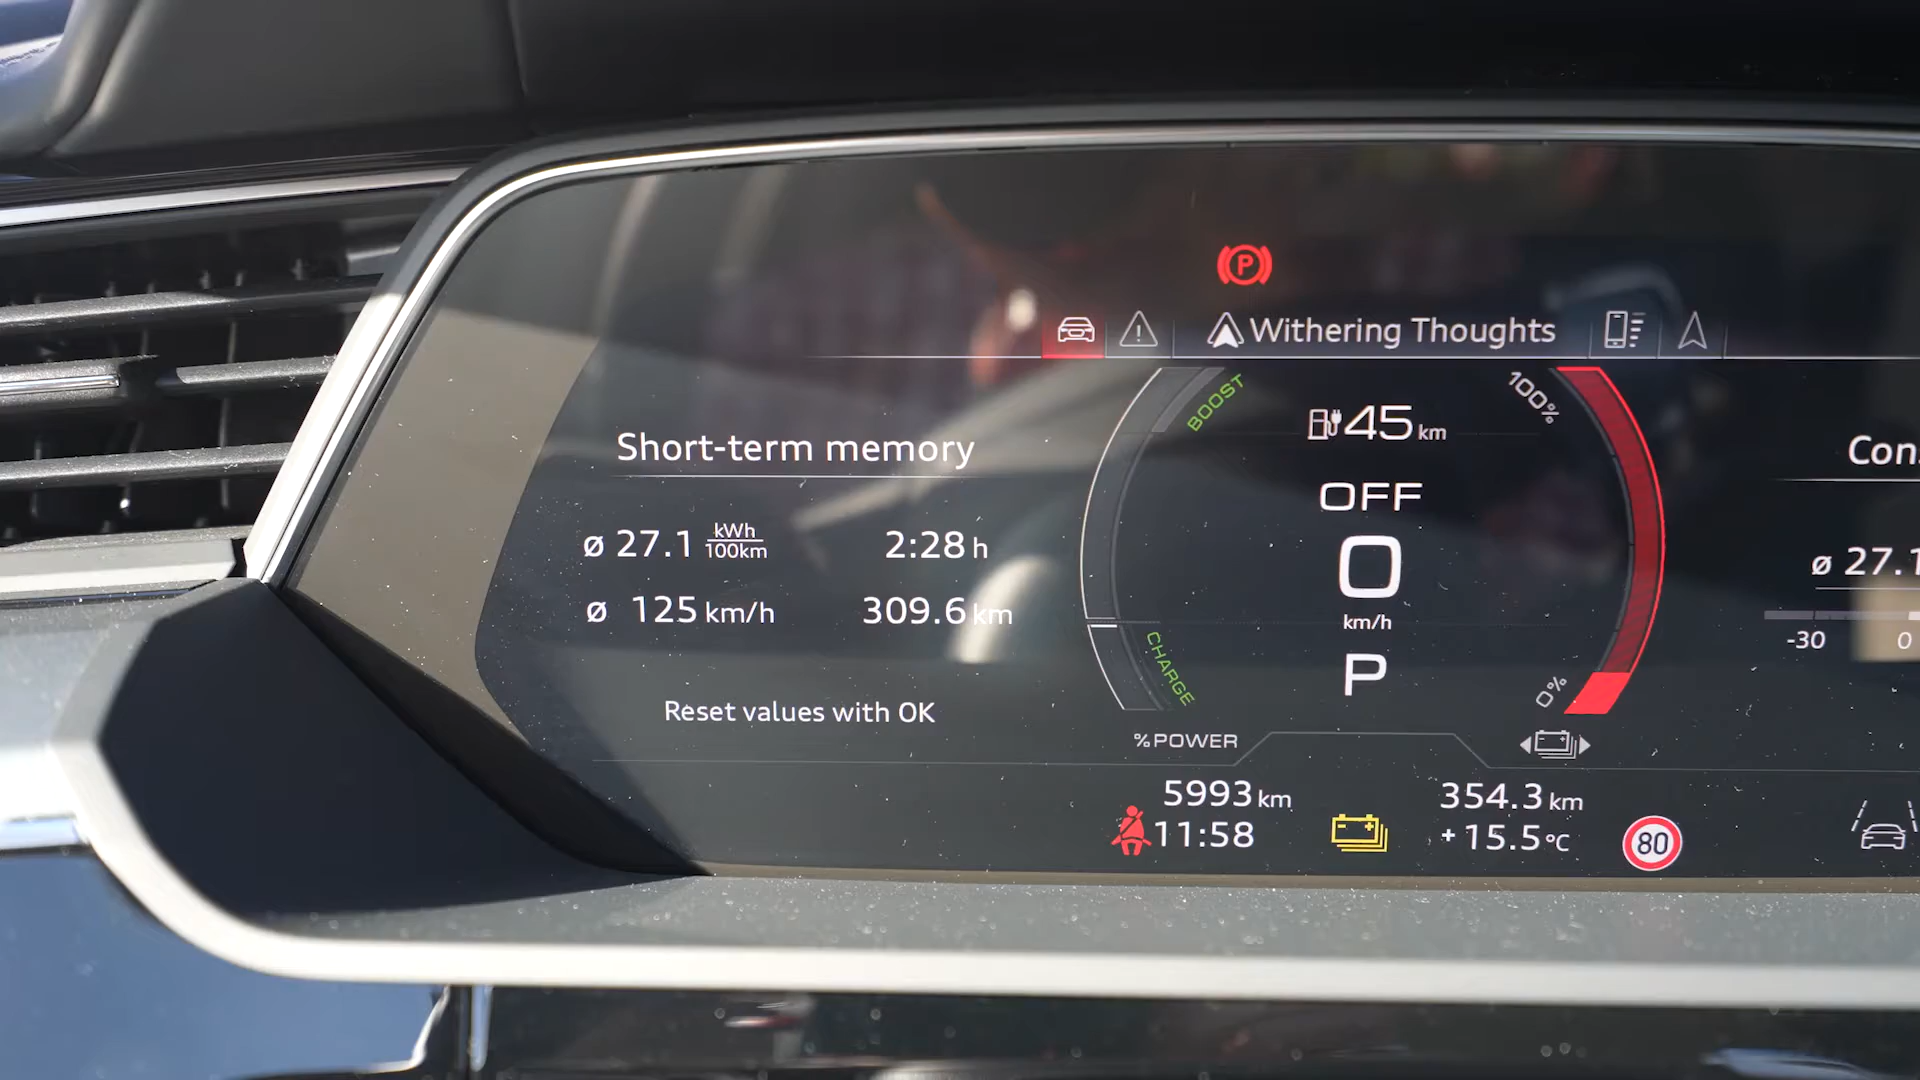 P
Withering Thoughts
BOOST
100%
45 km
Short-term memory
OFF
ø 27.1 kWh/100km
2:28 h
0
km/h
ø 125 km/h
309.6 km
P
CHARGE
0%
Reset values with OK
% POWER
5993 km
354.3 km
11:58
+15.5 °C
80
Con
ø 27.1
-30
0